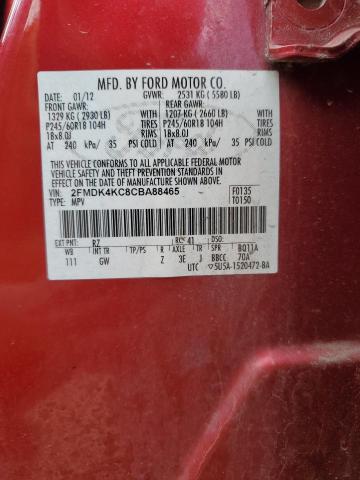 MFD. BY FORD MOTOR CO.
DATE: 01/12 GVWR: 2531 KG ( 5580 LB)
FRONT GAWR: REAR GAWR:
1329 KG ( 2930 LB) WITH 1207 KG ( 2660 LB) WITH
P245/60R18 104H TIRES P245/60R18 104H TIRES
18x8.0J RIMS 18x8.0J RIMS
AT 240 kPa/ 35 PSI COLD AT 240 kPa/ 35 PSI COLD
THIS VEHICLE CONFORMS TO ALL APPLICABLE FEDERAL MOTOR
VEHICLE SAFETY AND THEFT PREVENTION STANDARDS IN
EFFECT ON THE DATE OF MANUFACTURE SHOWN ABOVE.
VIN: 2FMDK4KC8CBA88465 F0135
TYPE: MPV T0150
EXT PNT: RZ RC: 41 DSO:
WB INT TR TP/PS R AXLE TR SPR BQ11A
111 GW Z 3E J BBCC 70A
UTC 5U5A-1520472-BA